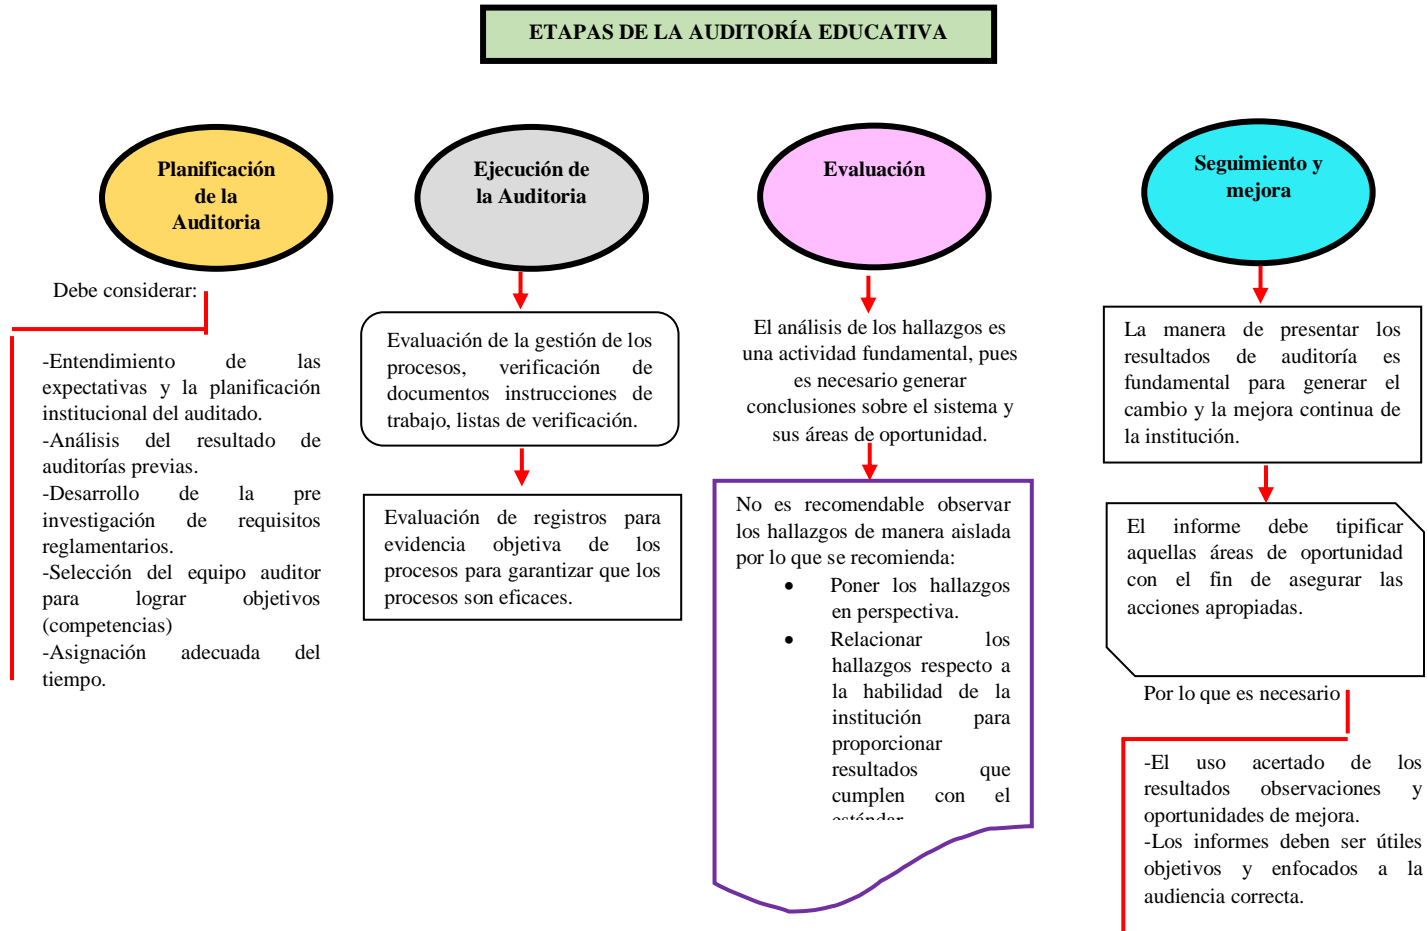 ETAPAS DE LA AUDITORÍA EDUCATIVA
Planificación
de la
Auditoria
Debe considerar:
-Entendimiento de las
expectativas y la planificación
institucional del auditado.
-Análisis del resultado de
auditorías previas.
-Desarrollo de la pre
investigación de requisitos
reglamentarios.
-Selección del equipo auditor
para lograr objetivos
(competencias)
-Asignación adecuada del
tiempo.
Ejecución de
la Auditoria
Evaluación de la gestión de los
procesos, verificación de
documentos instrucciones de
trabajo, listas de verificación.
Evaluación de registros para
evidencia objetiva de los
procesos para garantizar que los
procesos son eficaces.
Evaluación
El análisis de los hallazgos es
una actividad fundamental, pues
es necesario generar
conclusiones sobre el sistema y
sus áreas de oportunidad.
No es recomendable observar
los hallazgos de manera aislada
por lo que se recomienda:
• Poner los hallazgos
en perspectiva.
• Relacionar los
hallazgos respecto a
la habilidad de la
institución para
proporcionar
resultados que
cumplen con el
estándar
Seguimiento y
mejora
La manera de presentar los
resultados de auditoría es
fundamental para generar el
cambio y la mejora continua de
la institución.
El informe debe tipificar
aquellas áreas de oportunidad
con el fin de asegurar las
acciones apropiadas.
Por lo que es necesario
-El uso acertado de los
resultados observaciones y
oportunidades de mejora.
-Los informes deben ser útiles
objetivos y enfocados a la
audiencia correcta.